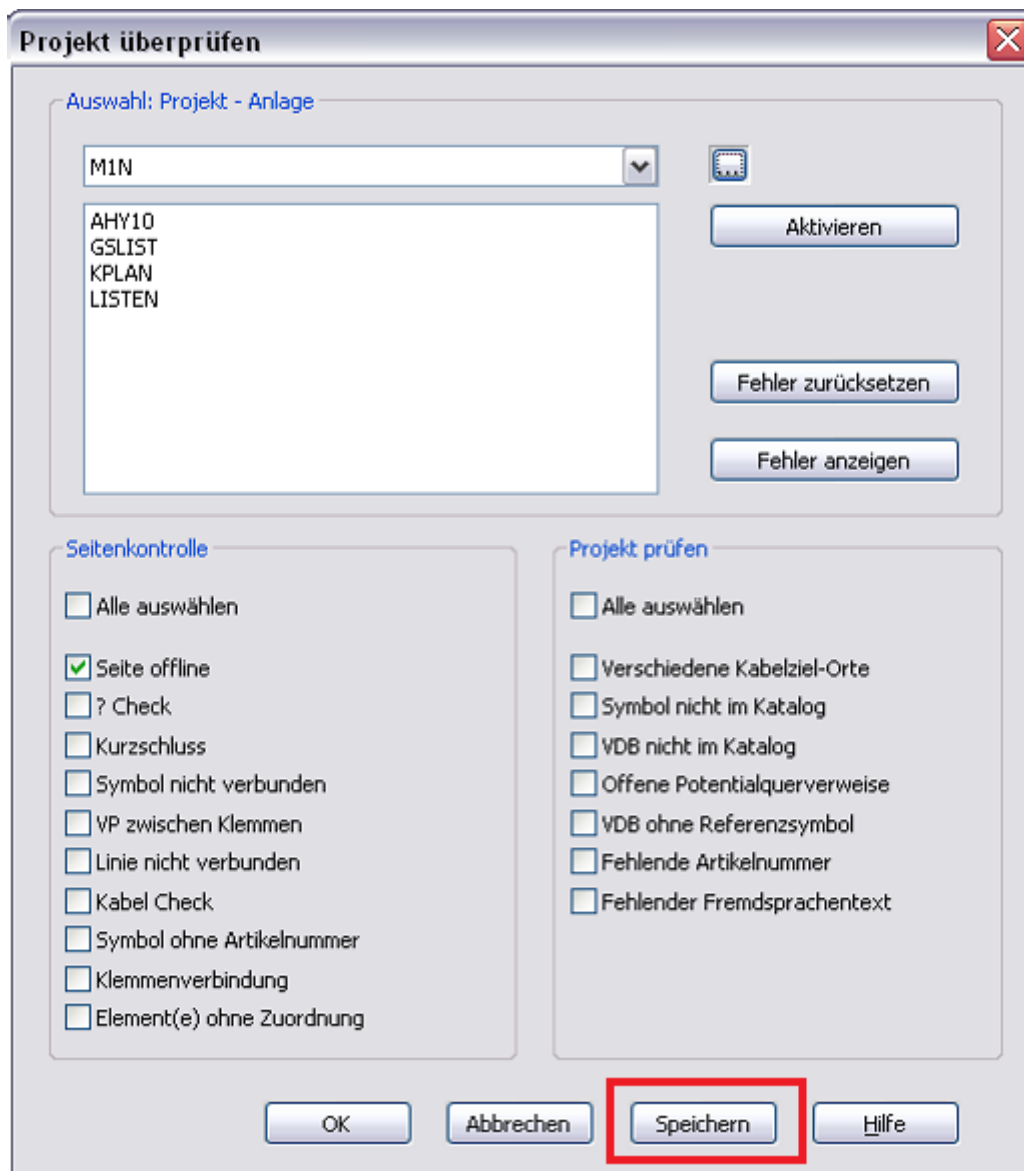 Projekt überprüfen
Auswahl: Projekt - Anlage
M1N
...
AHY10
GSLIST
KPLAN
LISTEN
Aktivieren
Fehler zurücksetzen
Fehler anzeigen
Seitenkontrolle
Alle auswählen
Seite offline
? Check
Kurzschluss
Symbol nicht verbunden
VP zwischen Klemmen
Linie nicht verbunden
Kabel Check
Symbol ohne Artikelnummer
Klemmenverbindung
Element(e) ohne Zuordnung
Projekt prüfen
Alle auswählen
Verschiedene Kabelziel-Orte
Symbol nicht im Katalog
VDB nicht im Katalog
Offene Potentialquerverweise
VDB ohne Referenzsymbol
Fehlende Artikelnummer
Fehlender Fremdsprachentext
OK
Abbrechen
Speichern
Hilfe